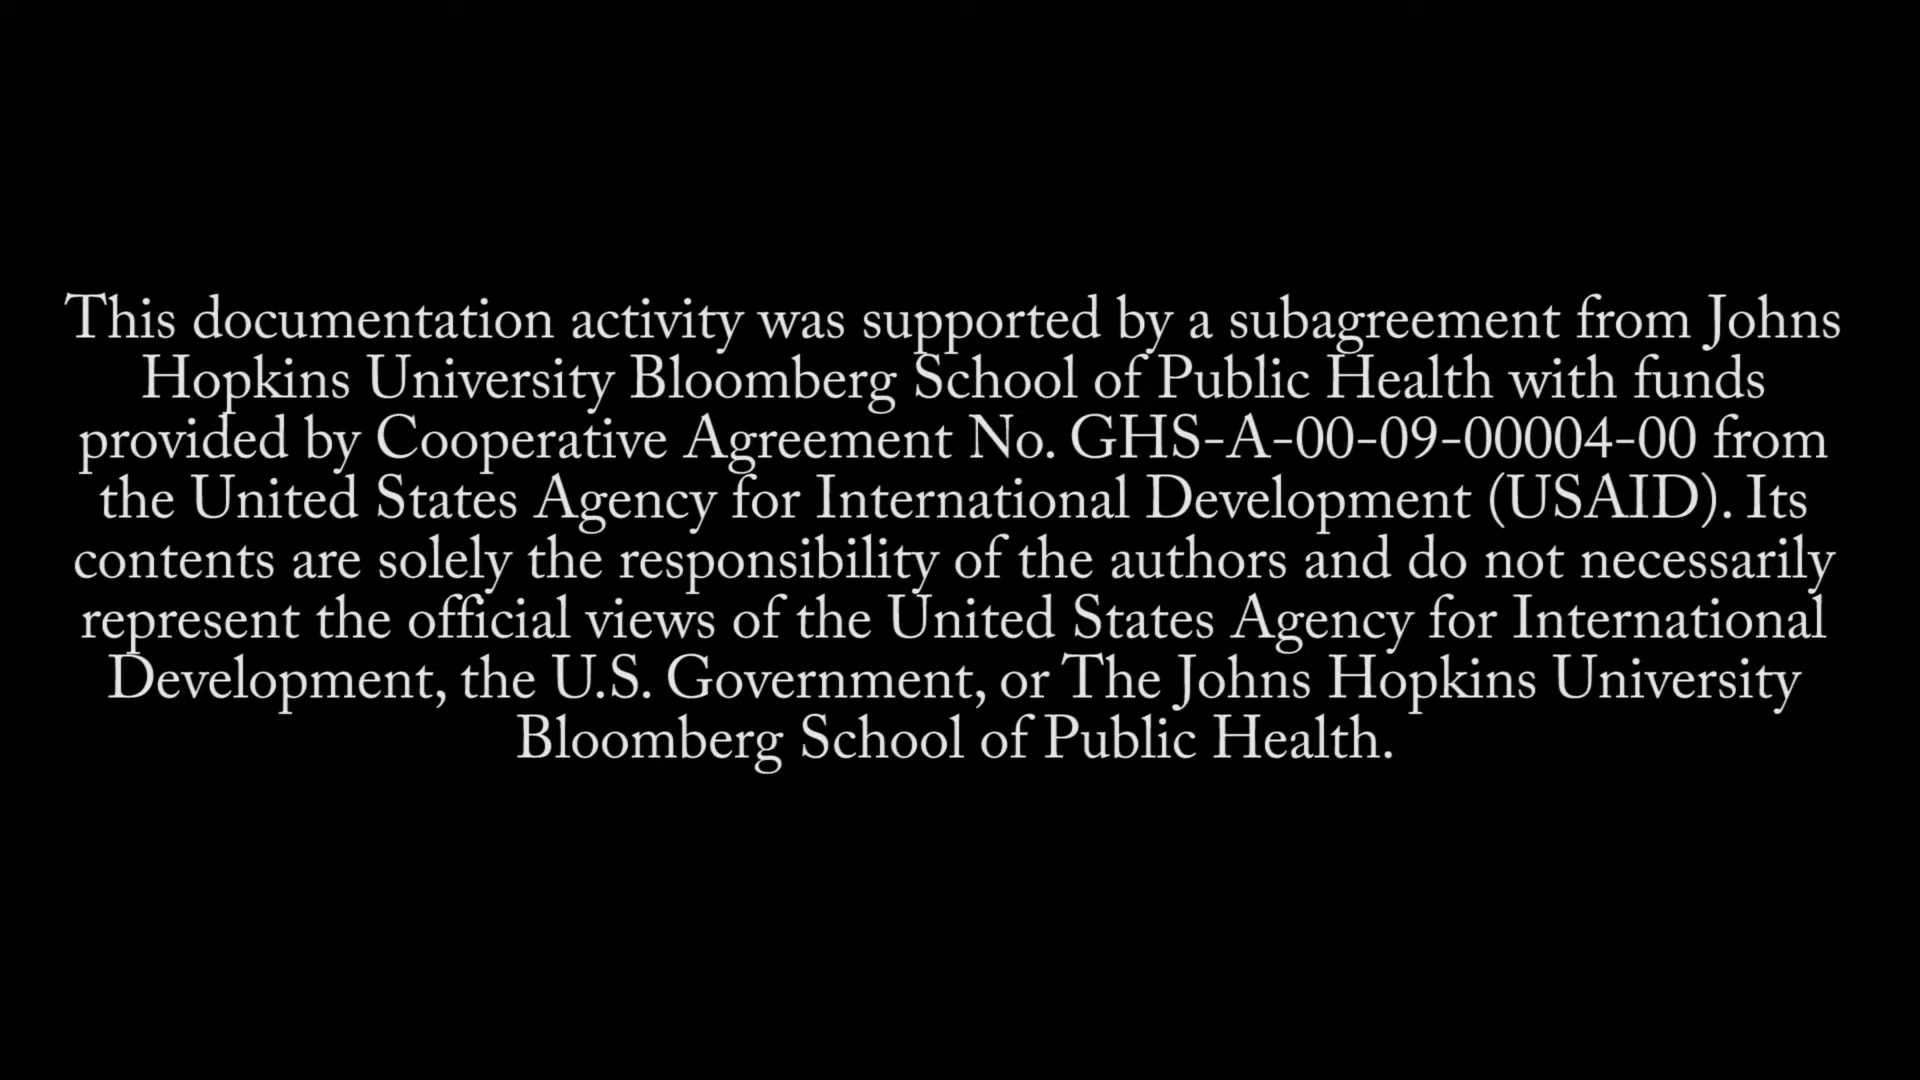 This documentation activity was supported by a subagreement from Johns
Hopkins University Bloomberg School of Public Health with funds
provided by Cooperative Agreement No. GHS-A-00-09-00004-00 from
the United States Agency for International Development (USAID). Its
contents are solely the responsibility of the authors and do not necessarily
represent the official views of the United States Agency for International
Development, the U.S. Government, or The Johns Hopkins University
Bloomberg School of Public Health.